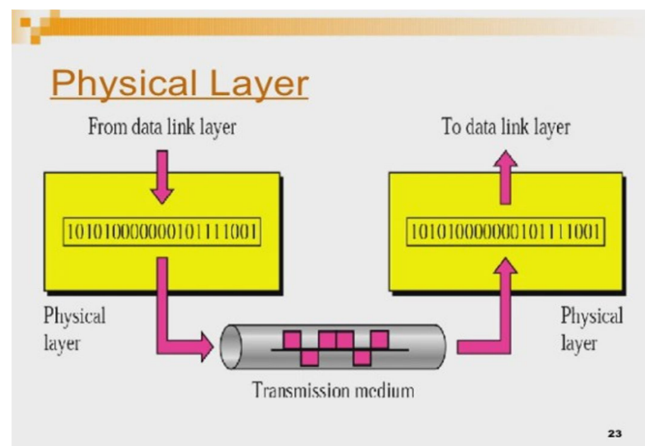 Physical Layer
From data link layer
To data link layer
10101000000010111001
10101000000010111001
Physical
layer
Physical
layer
Transmission medium
23